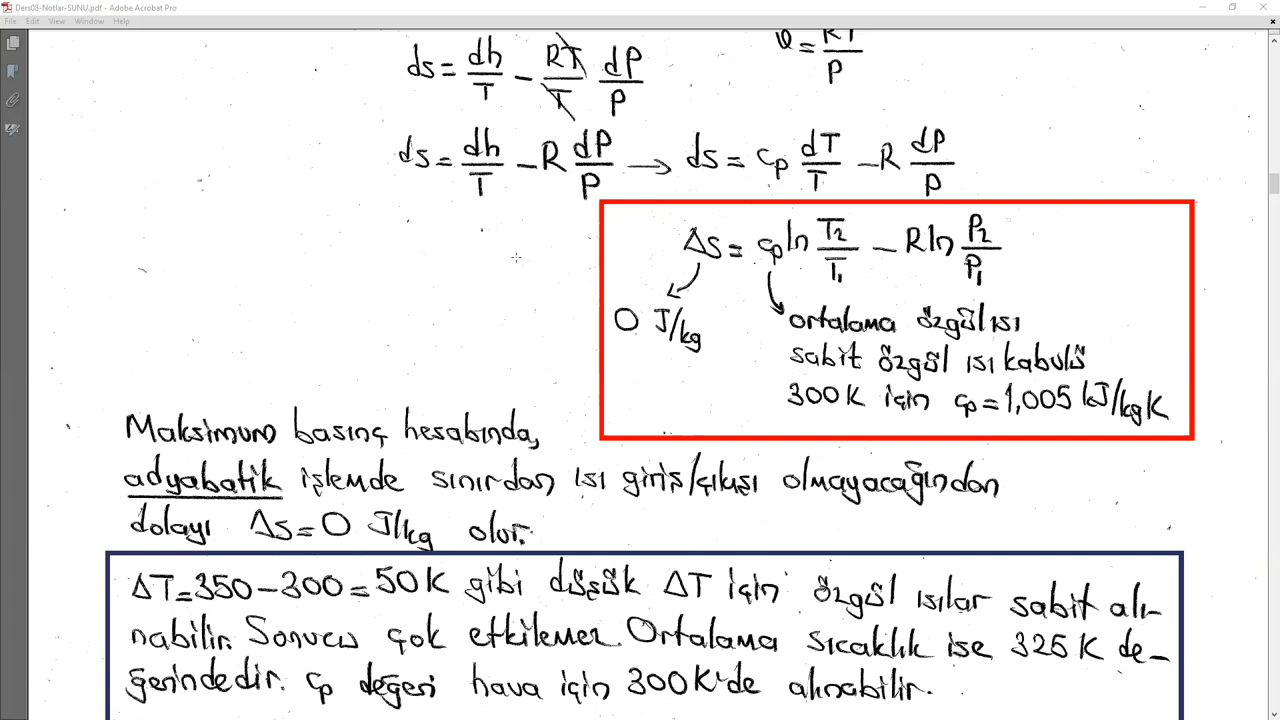 Ders08-Notlar-SUNU.pdf - Adobe Acrobat Pro
File Edit View Window Help
ds = dh/T - RT/T dP/P
v = RT/P
ds = dh/T - R dP/P → ds = cp dT/T - R dP/P
Δs = cp ln T2/T1 - R ln P2/P1
0 J/kg
ortalama özgül ısı
sabit özgül ısı kabulü
300K için cp = 1,005 kJ/kgK
Maksimum basınç hesabında,
adyabatik işlemde sınırdan ısı giriş/çıkışı olmayacağından
dolayı Δs = 0 J/kg olur.
ΔT = 350 - 300 = 50K gibi düşük ΔT için özgül ısılar sabit alı-
nabilir. Sonucu çok etkilemez. Ortalama sıcaklık ise 325 K de-
ğerindedir. cp değeri hava için 300K'de alınabilir.